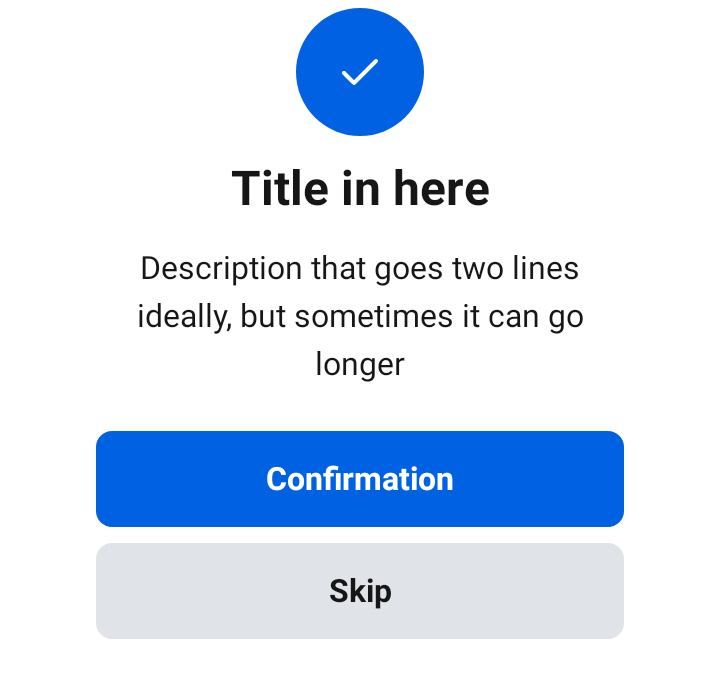 Title in here
Description that goes two lines
ideally, but sometimes it can go
longer
Confirmation
Skip